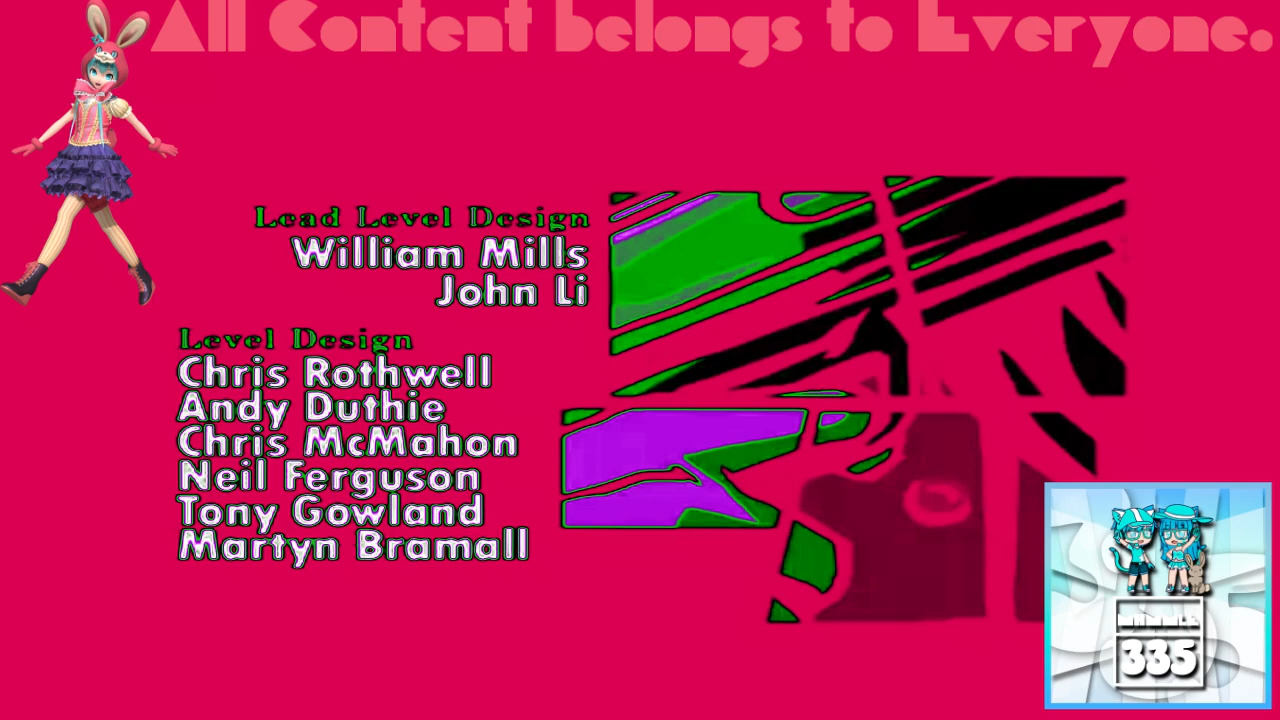 All Content belongs to Everyone.
Lead Level Design
William Mills
John Li
Level Design
Chris Rothwell
Andy Duthie
Chris McMahon
Neil Ferguson
Tony Gowland
Martyn Bramall
335